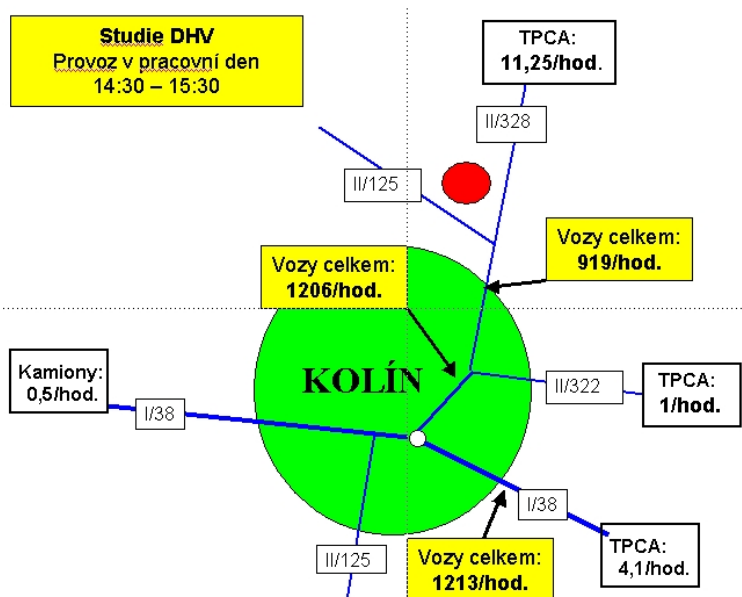 Studie DHV
Provoz v pracovní den
14:30 – 15:30
TPCA:
11,25/hod.
II/328
II/125
Vozy celkem:
919/hod.
Vozy celkem:
1206/hod.
KOLÍN
Kamiony:
0,5/hod.
I/38
II/322
TPCA:
1/hod.
I/38
II/125
Vozy celkem:
1213/hod.
TPCA:
4,1/hod.